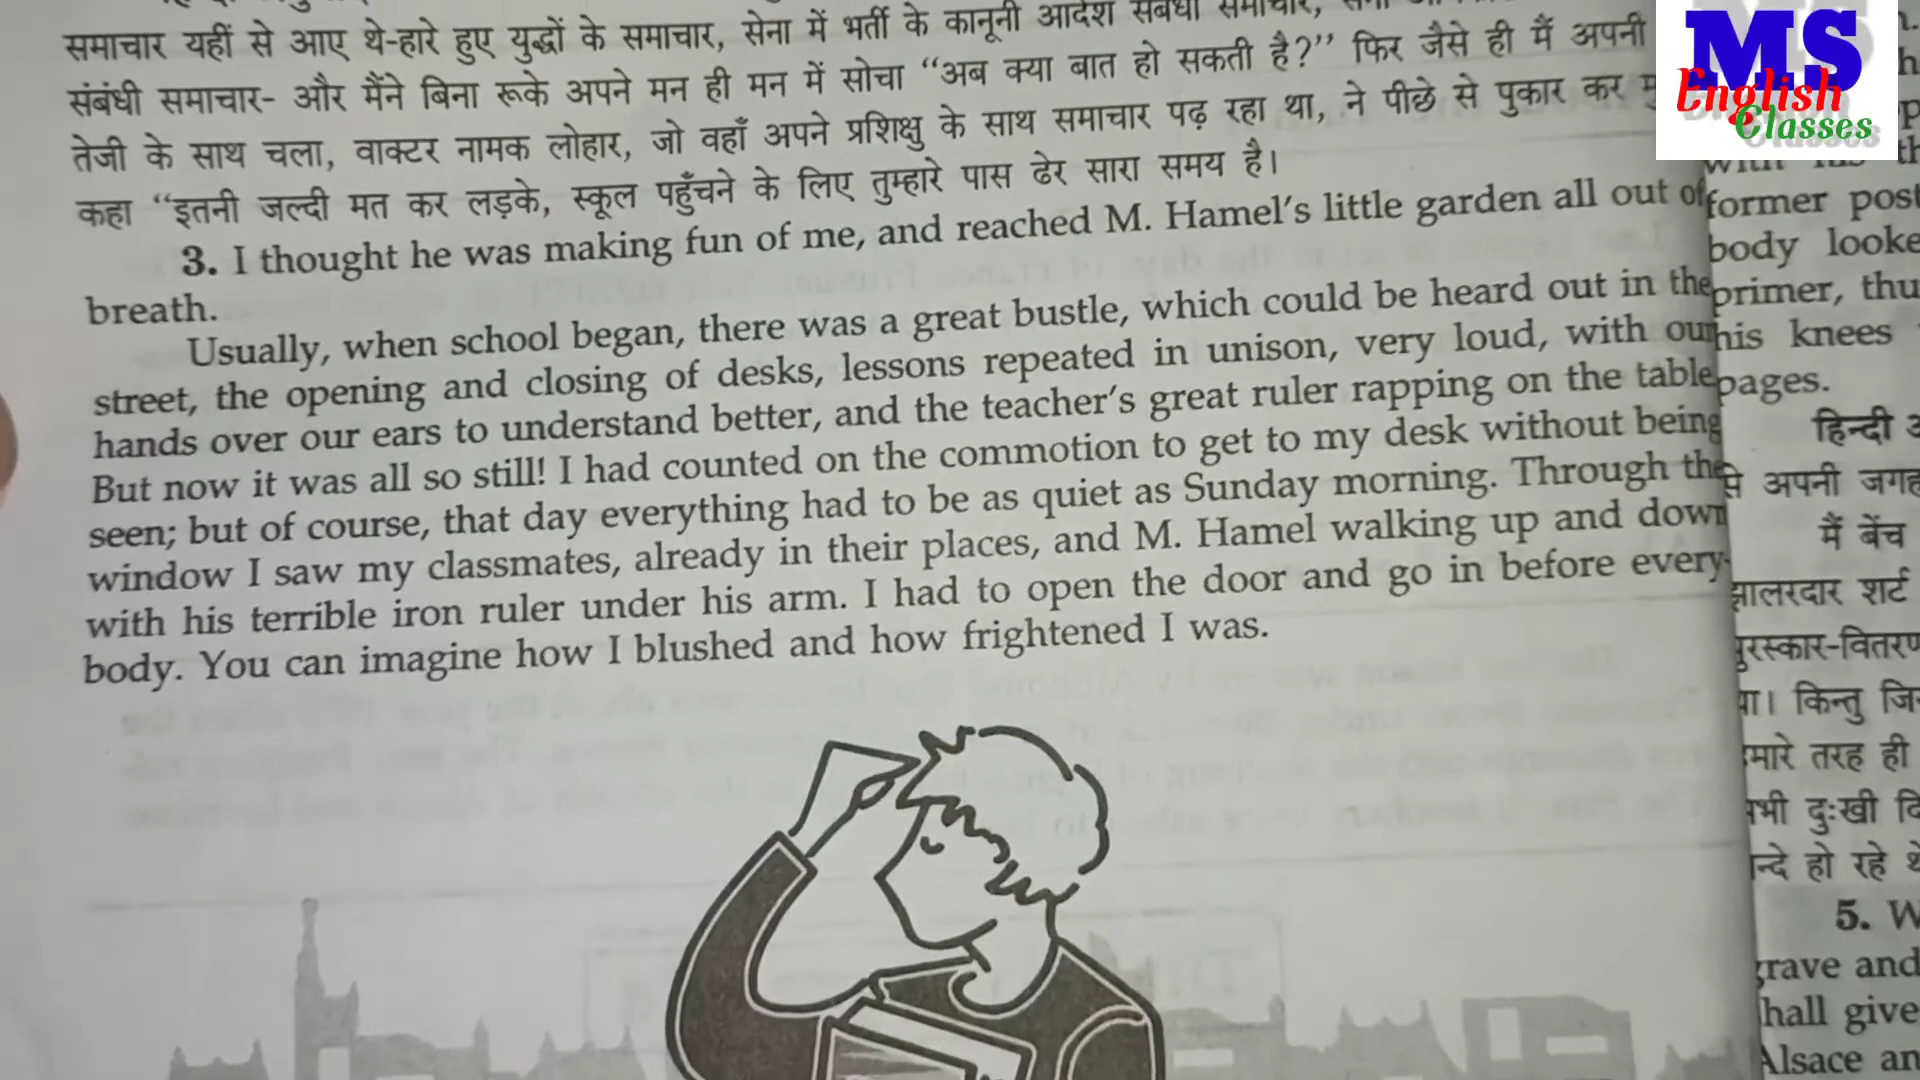 समाचार यहीं से आए थे-हारे हुए युद्धों के समाचार, सेना में भर्ती के कानूनी आदेश संबंधी समाचार,
संबंधी समाचार- और मैंने बिना रूके अपने मन ही मन में सोचा “अब क्या बात हो सकती है?” फिर जैसे ही मैं अपनी
तेजी के साथ चला, वाक्टर नामक लोहार, जो वहाँ अपने प्रशिक्षु के साथ समाचार पढ़ रहा था, ने पीछे से पुकार कर
कहा “इतनी जल्दी मत कर लड़के, स्कूल पहुँचने के लिए तुम्हारे पास ढेर सारा समय है।
3. I thought he was making fun of me, and reached M. Hamel's little garden all out of
breath.
Usually, when school began, there was a great bustle, which could be heard out in the
street, the opening and closing of desks, lessons repeated in unison, very loud, with our
hands over our ears to understand better, and the teacher's great ruler rapping on the table
But now it was all so still! I had counted on the commotion to get to my desk without being
seen; but of course, that day everything had to be as quiet as Sunday morning. Through the
window I saw my classmates, already in their places, and M. Hamel walking up and down
with his terrible iron ruler under his arm. I had to open the door and go in before every-
body. You can imagine how I blushed and how frightened I was.
MS
English
Classes
with his
former post
body looke
primer, thu
his knees
pages.
हिन्दी
से अपनी जगह
मैं बेंच
झालरदार शर्ट
पुरस्कार-वितरण
था। किन्तु
हमारे तरह ही
सभी दुःखी
गन्दे हो रहे थे
5. W
grave and
shall give
Alsace an